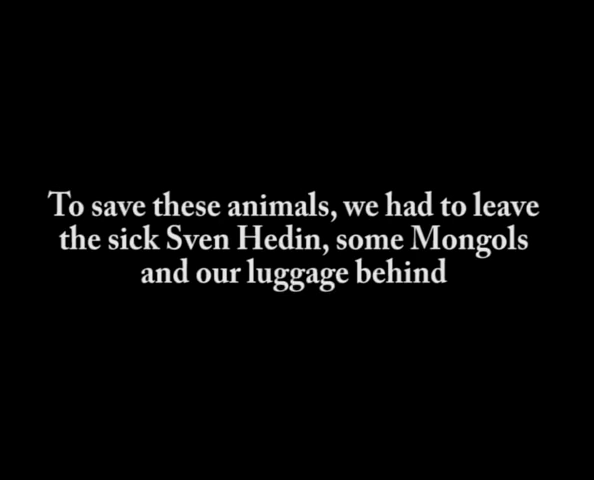 To save these animals, we had to leave
the sick Sven Hedin, some Mongols
and our luggage behind